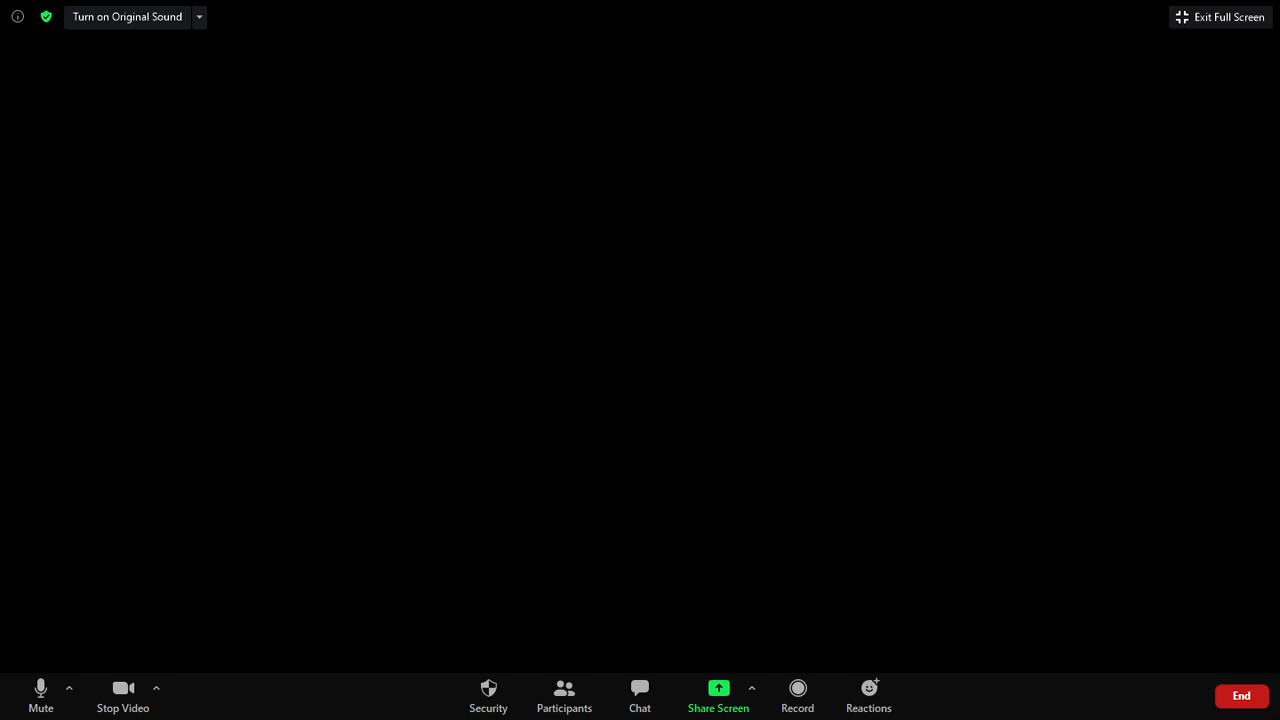 Turn on Original Sound
Exit Full Screen
Mute
Stop Video
Security
Participants
Chat
Share Screen
Record
Reactions
End